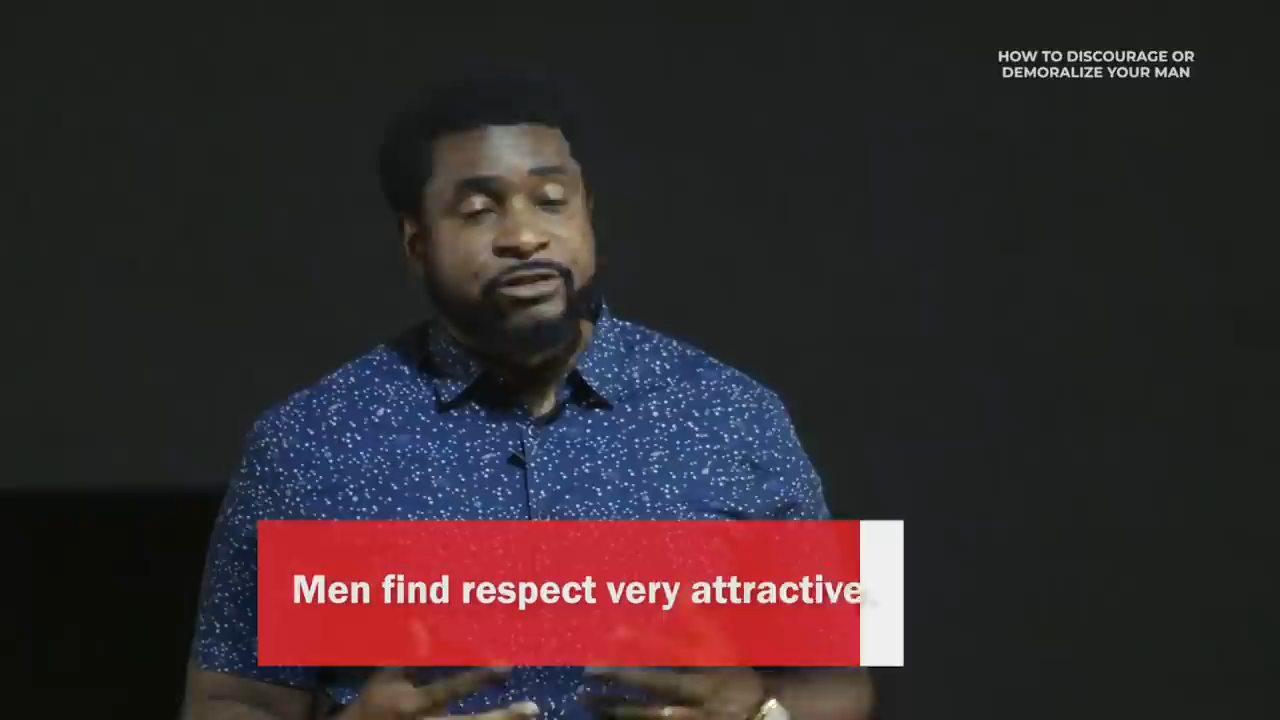 HOW TO DISCOURAGE OR
DEMORALIZE YOUR MAN
Men find respect very attractive.